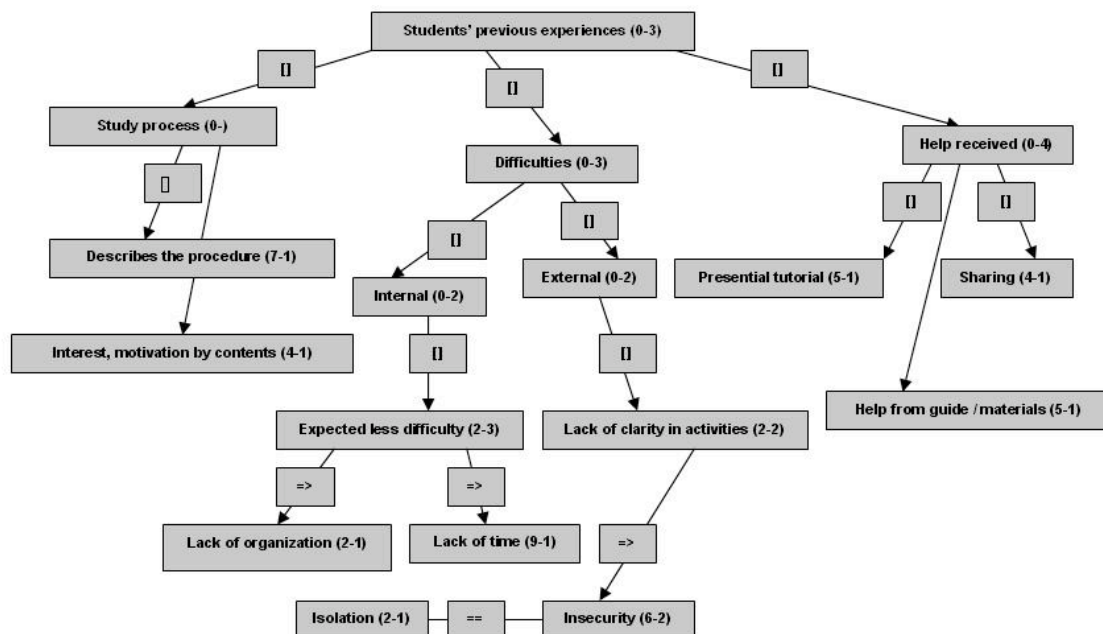 Students' previous experiences (0-3)
[] [] []
Study process (0-)
Help received (0-4)
Difficulties (0-3)
[]
[] []
[] []
Describes the procedure (7-1)
Presential tutorial (5-1)
Sharing (4-1)
External (0-2)
Internal (0-2)
Interest, motivation by contents (4-1)
[] []
Help from guide / materials (5-1)
Expected less difficulty (2-3)
Lack of clarity in activities (2-2)
=> =>
Lack of organization (2-1)
Lack of time (9-1)
=>
Isolation (2-1) == Insecurity (6-2)